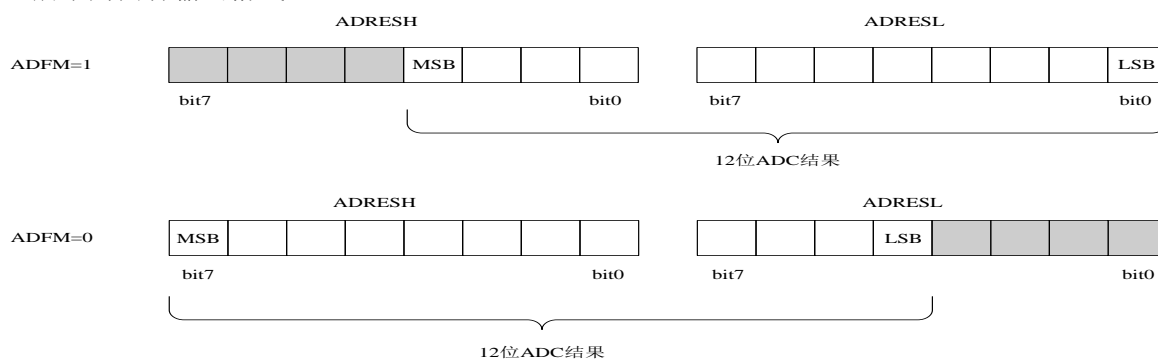 ADRESH ADRESL
ADFM=1 MSB LSB
bit7 bit0 bit7 bit0
12位ADC结果
ADRESH ADRESL
ADFM=0 MSB LSB
bit7 bit0 bit7 bit0
12位ADC结果